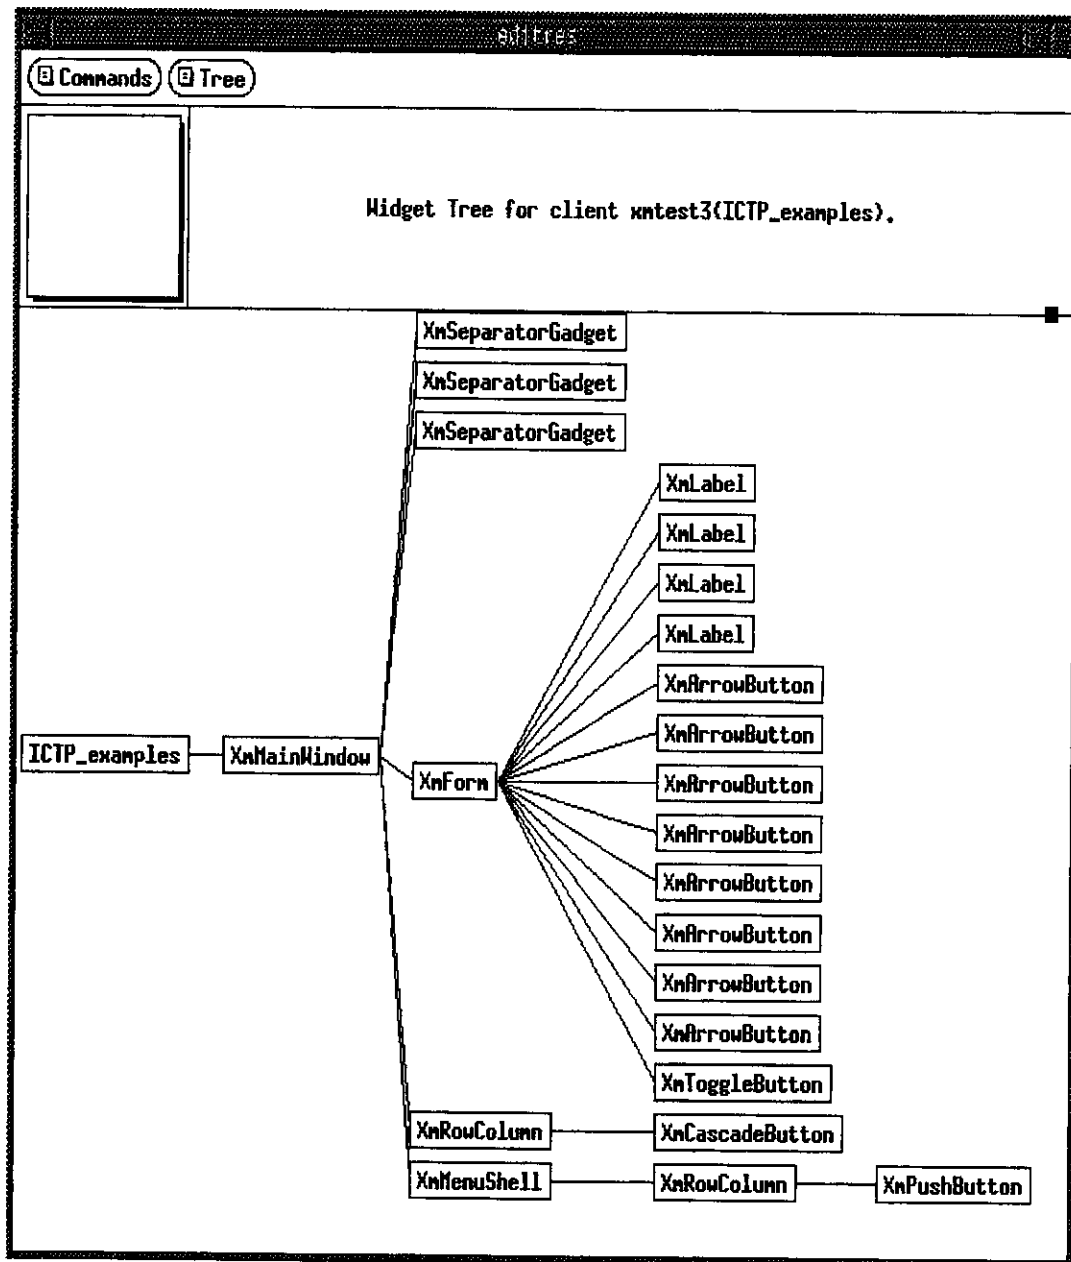 editres
Commands Tree
Widget Tree for client xmtest3(ICTP_examples).
XmSeparatorGadget
XmSeparatorGadget
XmSeparatorGadget
XmLabel
XmLabel
XmLabel
XmLabel
XmArrowButton
XmArrowButton
ICTP_examples XmMainWindow
XmForm XmArrowButton
XmArrowButton
XmArrowButton
XmArrowButton
XmArrowButton
XmArrowButton
XmToggleButton
XmRowColumn XmCascadeButton
XmMenuShell XmRowColumn XmPushButton